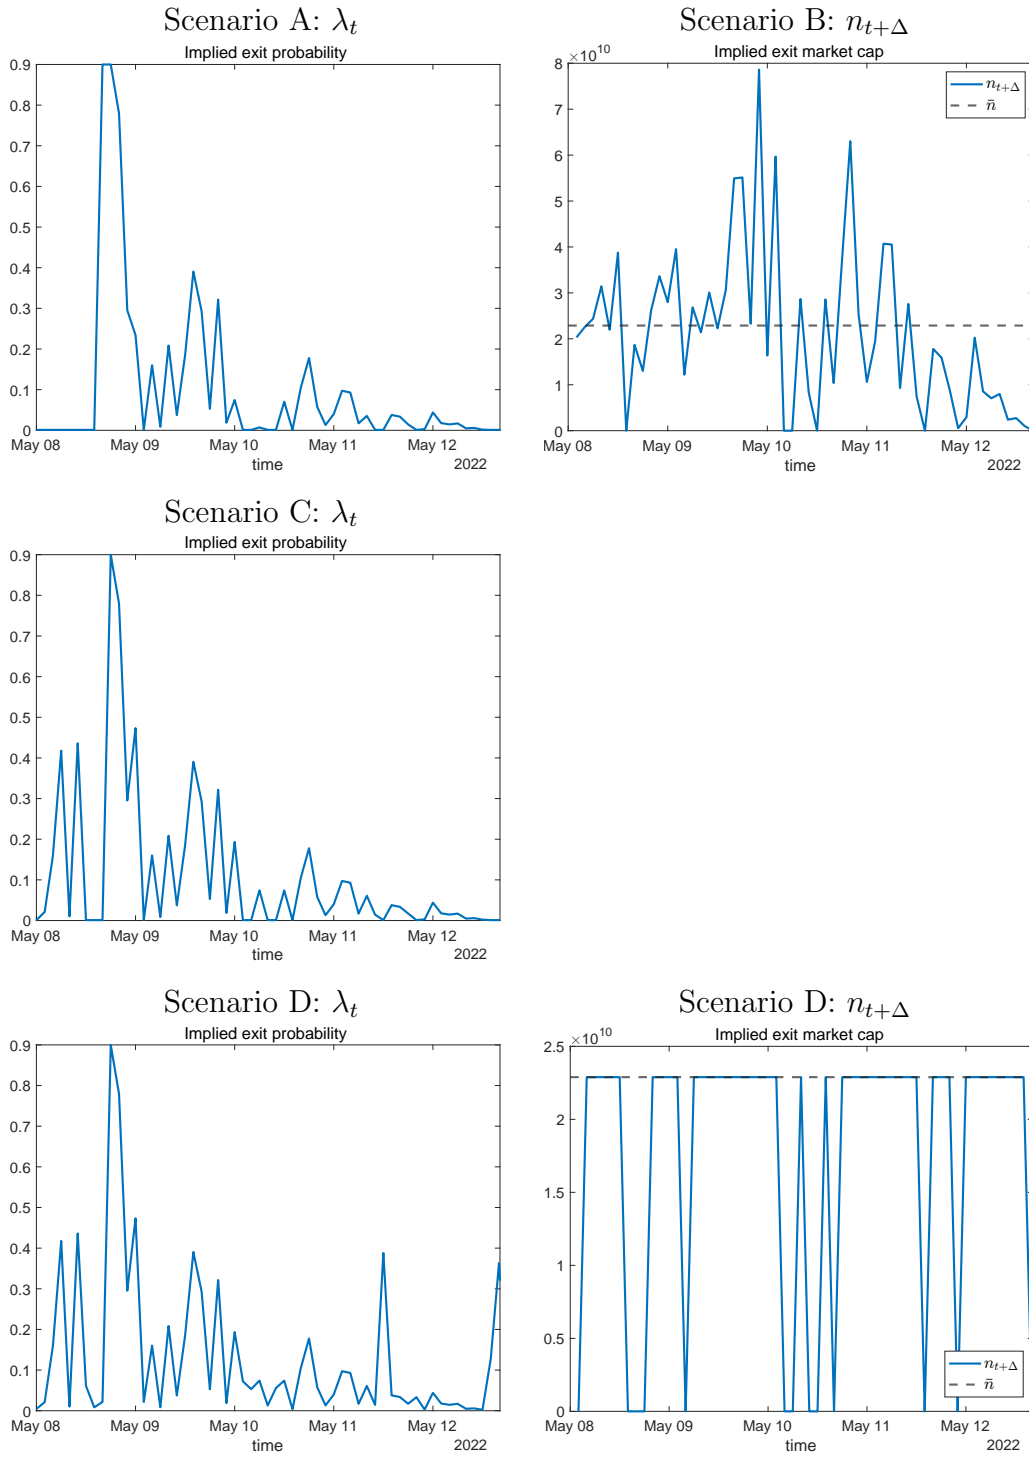 Scenario A: λt
Implied exit probability
0.9
0.8
0.7
0.6
0.5
0.4
0.3
0.2
0.1
0
May 08
May 09
May 10
May 11
May 12
time
2022
Scenario B: nt+Δ
Implied exit market cap
×10^10
8
7
6
5
4
3
2
1
0
nt+Δ
n̄
May 08
May 09
May 10
May 11
May 12
time
2022
Scenario C: λt
Implied exit probability
0.9
0.8
0.7
0.6
0.5
0.4
0.3
0.2
0.1
0
May 08
May 09
May 10
May 11
May 12
time
2022
Scenario D: λt
Implied exit probability
0.9
0.8
0.7
0.6
0.5
0.4
0.3
0.2
0.1
0
May 08
May 09
May 10
May 11
May 12
time
2022
Scenario D: nt+Δ
Implied exit market cap
×10^10
2.5
2
1.5
1
0.5
0
nt+Δ
n̄
May 08
May 09
May 10
May 11
May 12
time
2022